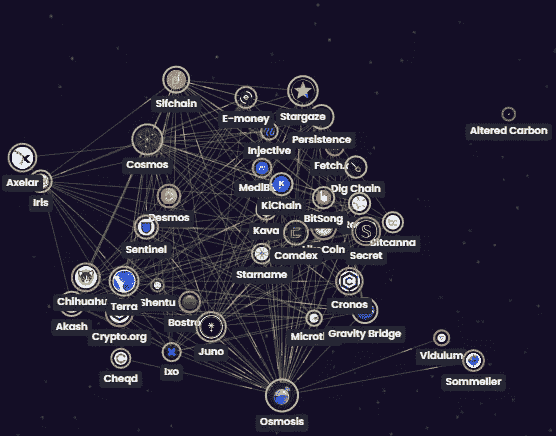 Sifchain
E-money
Stargaze
Altered Carbon
Persistence
Injective
Cosmos
Fetch.
Axelar
MediBl
Dig Chain
Iris
KiChain
Desmos
BitSong
Kava
Bitcanna
Sentinel
Coin
Comdex
Secret
Starname
Chihuahu
Terra
Shentu
Cronos
Bostro
Akash
Crypto.org
Microt
Gravity Bridge
Juno
Vidulum
Ixo
Cheqd
Sommelier
Osmosis